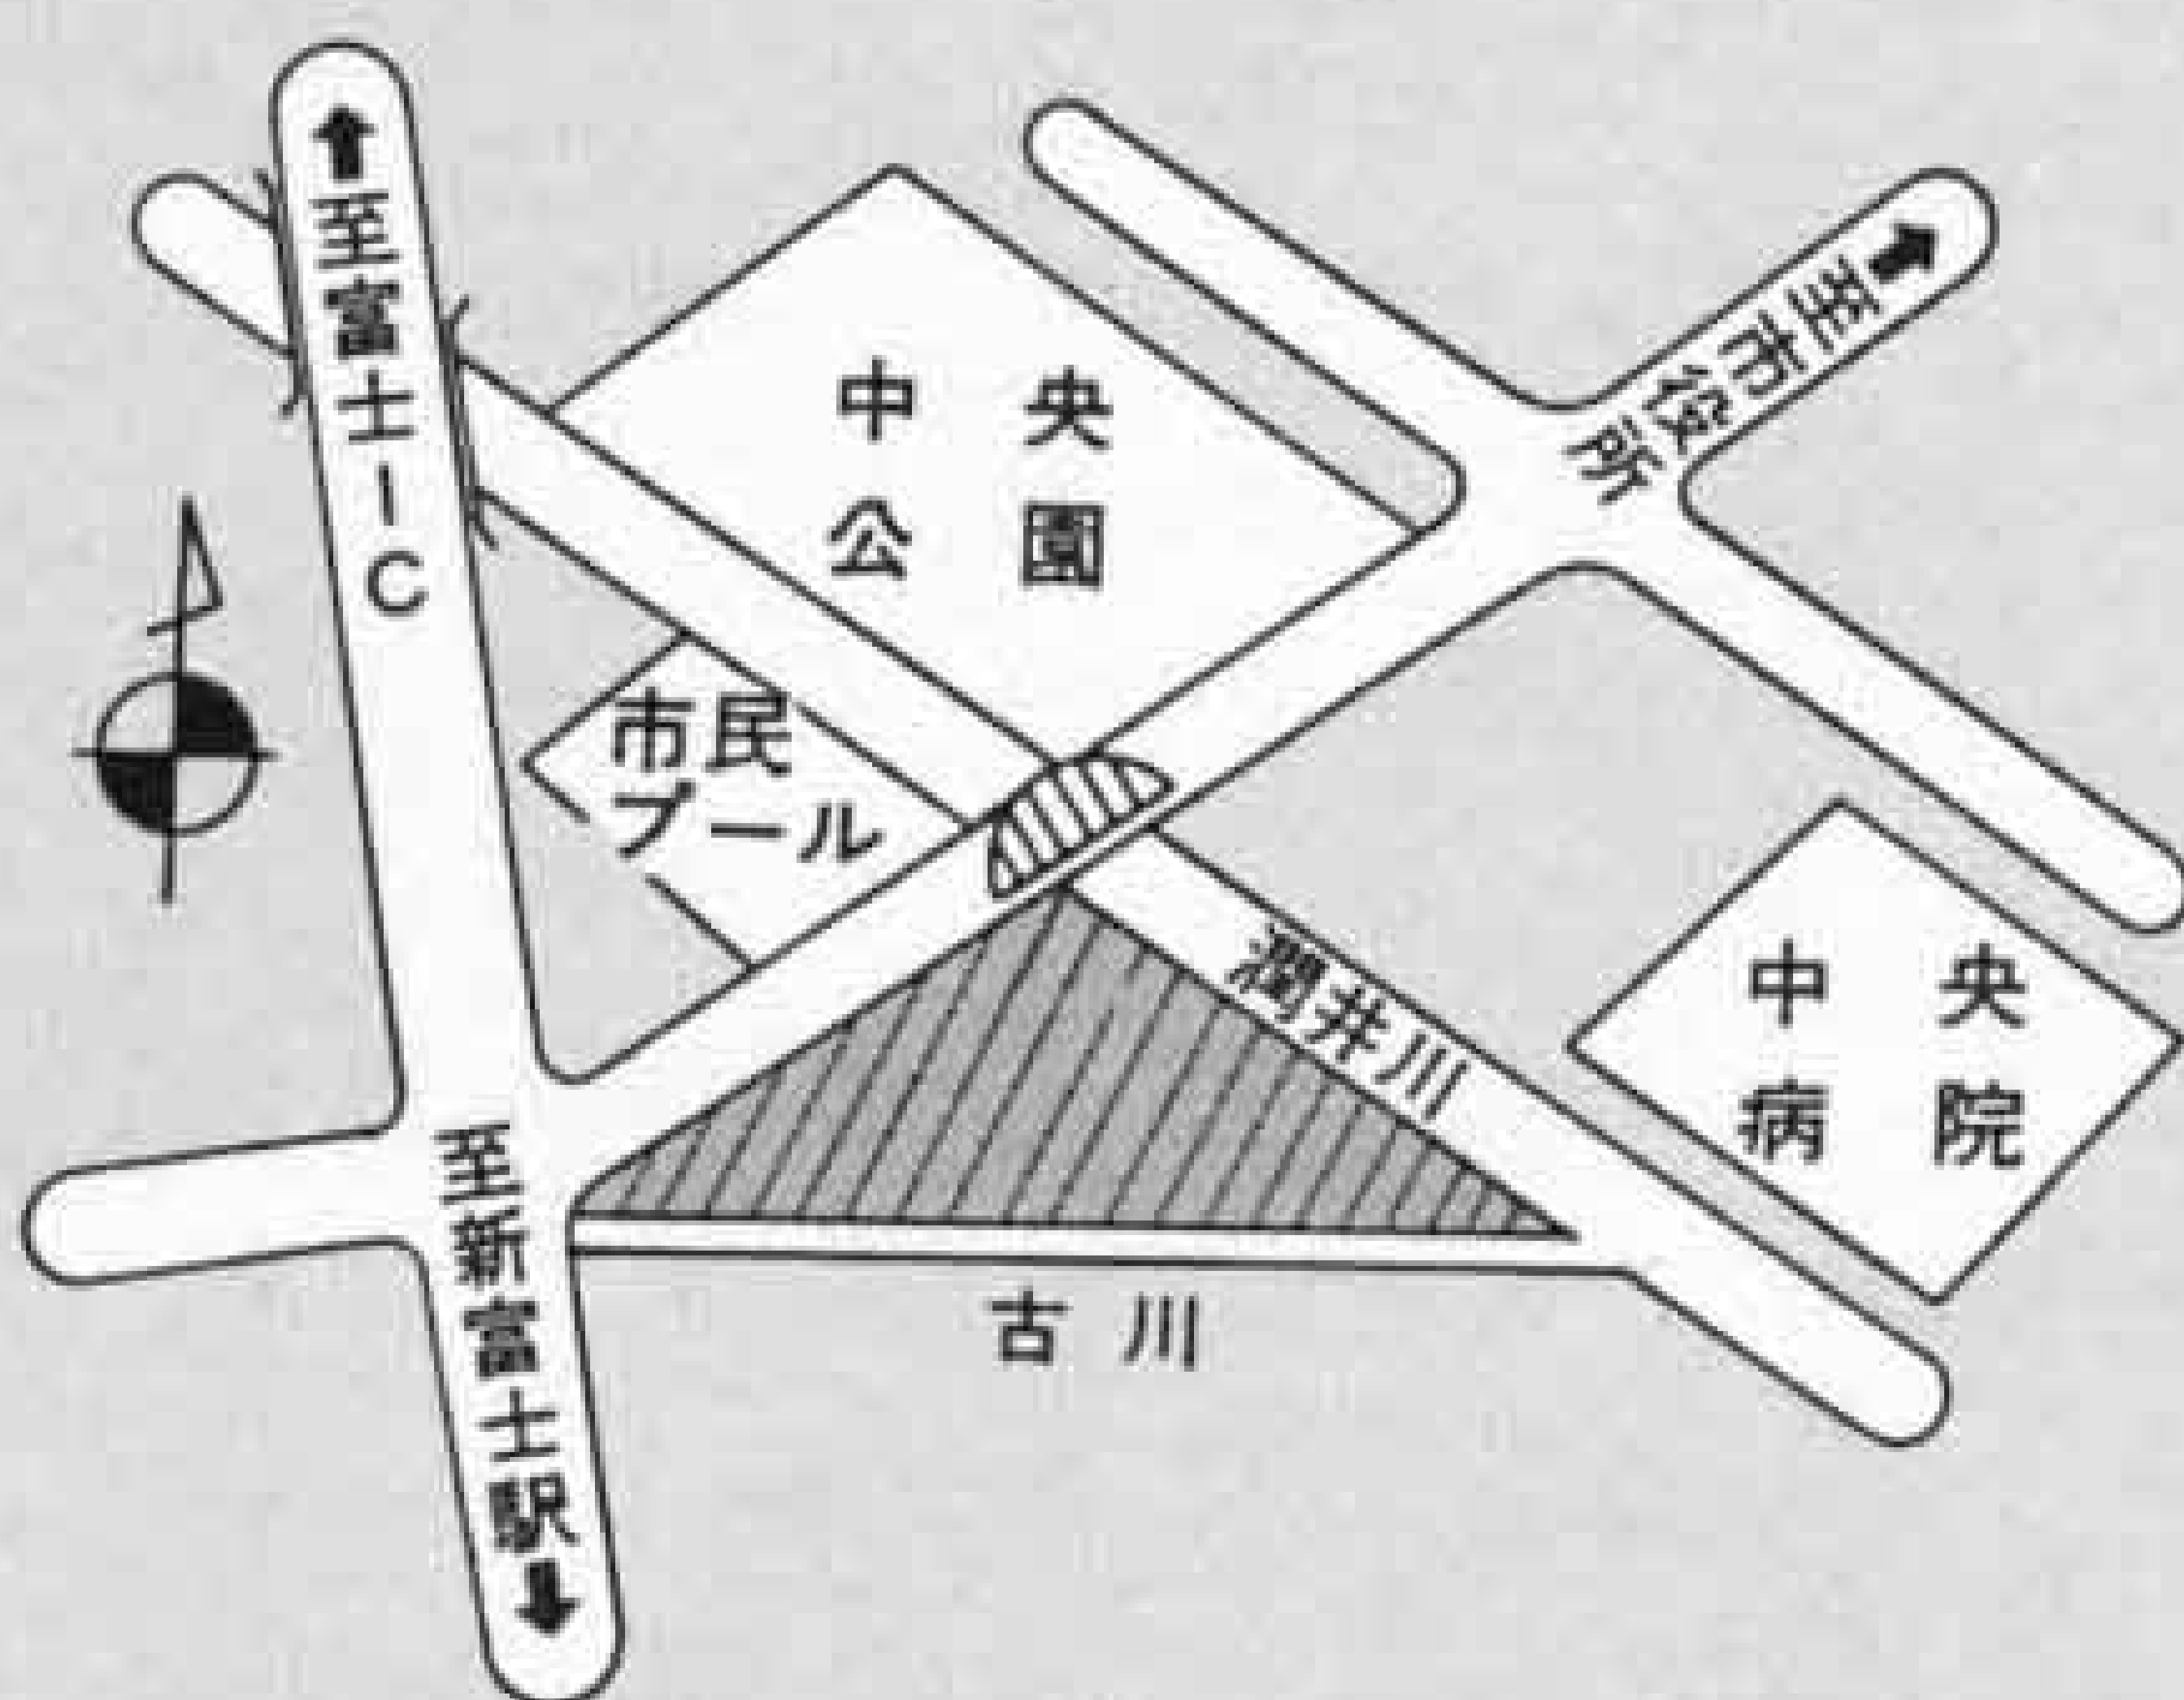 至富士IC
至市役所
中央
公園
市民
プール
潤井川
中央
病院
至新富士駅
古川